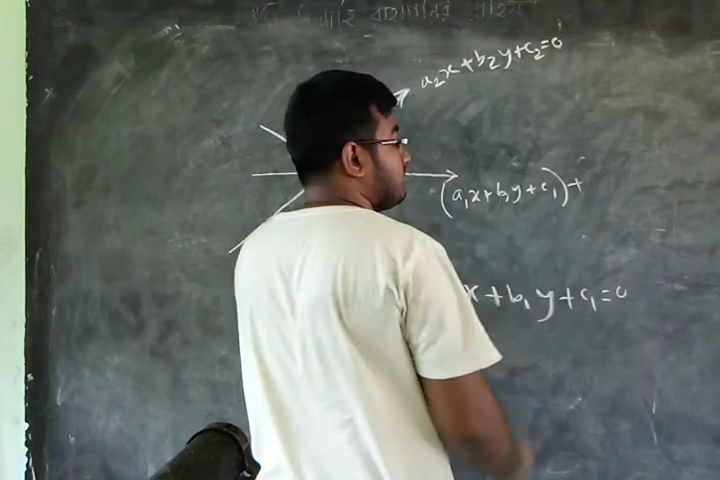 a₂x+b₂y+c₂=0
(a₁x+b₁y+c₁)+
x+b₁y+c₁=0